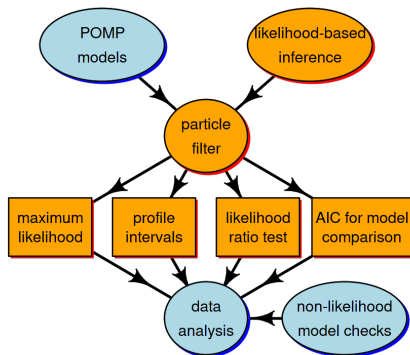 POMP
models
likelihood-based
inference
particle
filter
maximum
likelihood
profile
intervals
likelihood
ratio test
AIC for model
comparison
data
analysis
non-likelihood
model checks